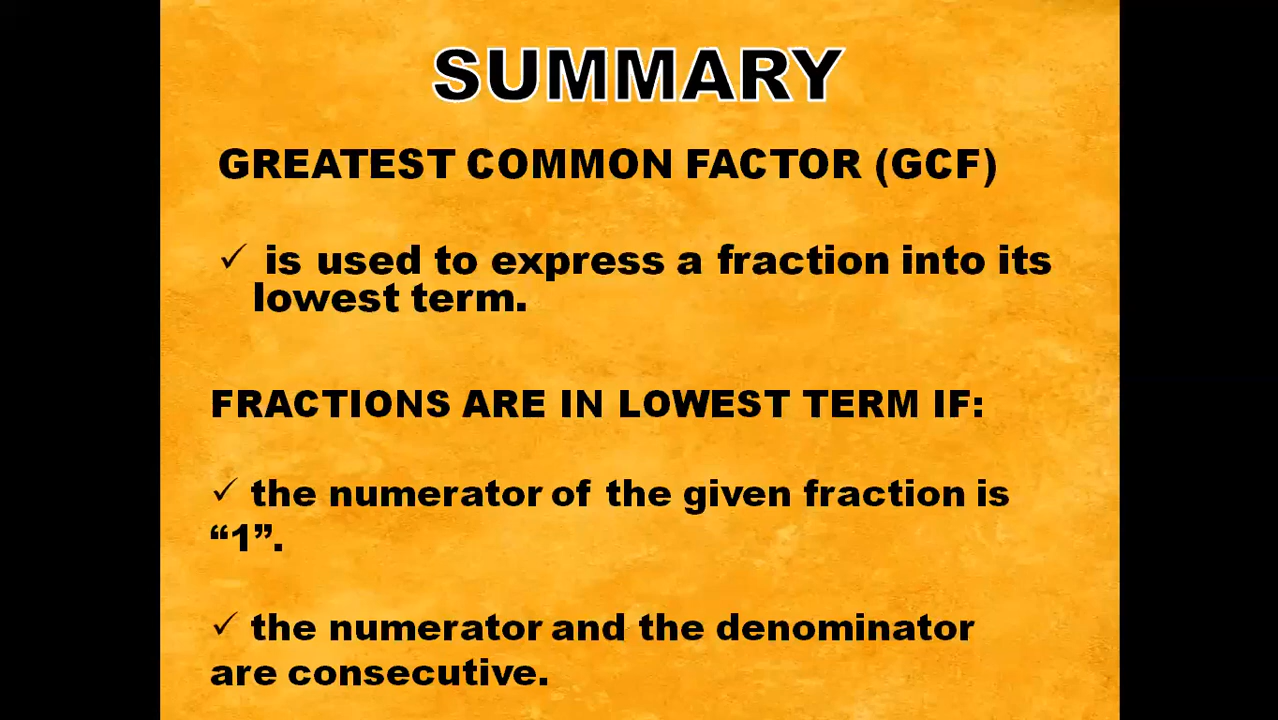 SUMMARY
GREATEST COMMON FACTOR (GCF)
✓ is used to express a fraction into its
lowest term.
FRACTIONS ARE IN LOWEST TERM IF:
✓ the numerator of the given fraction is
“1”.
✓ the numerator and the denominator
are consecutive.